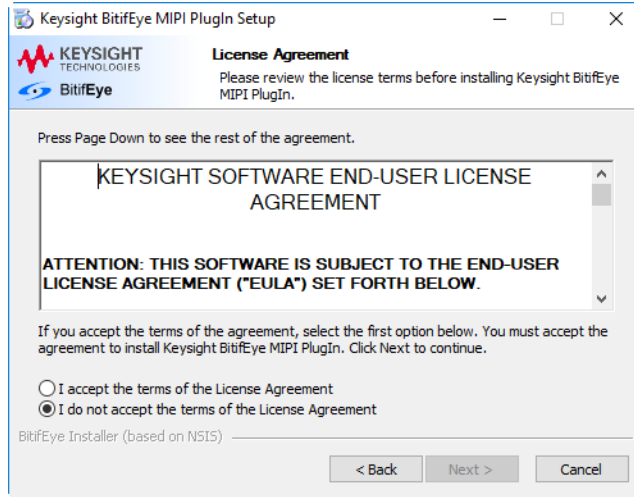 Keysight BitifEye MIPI PlugIn Setup
KEYSIGHT
TECHNOLOGIES
BitifEye
License Agreement
Please review the license terms before installing Keysight BitifEye
MIPI PlugIn.
Press Page Down to see the rest of the agreement.
KEYSIGHT SOFTWARE END-USER LICENSE
AGREEMENT
ATTENTION: THIS SOFTWARE IS SUBJECT TO THE END-USER
LICENSE AGREEMENT ("EULA") SET FORTH BELOW.
If you accept the terms of the agreement, select the first option below. You must accept the
agreement to install Keysight BitifEye MIPI PlugIn. Click Next to continue.
I accept the terms of the License Agreement
I do not accept the terms of the License Agreement
BitifEye Installer (based on NSIS)
< Back Next > Cancel